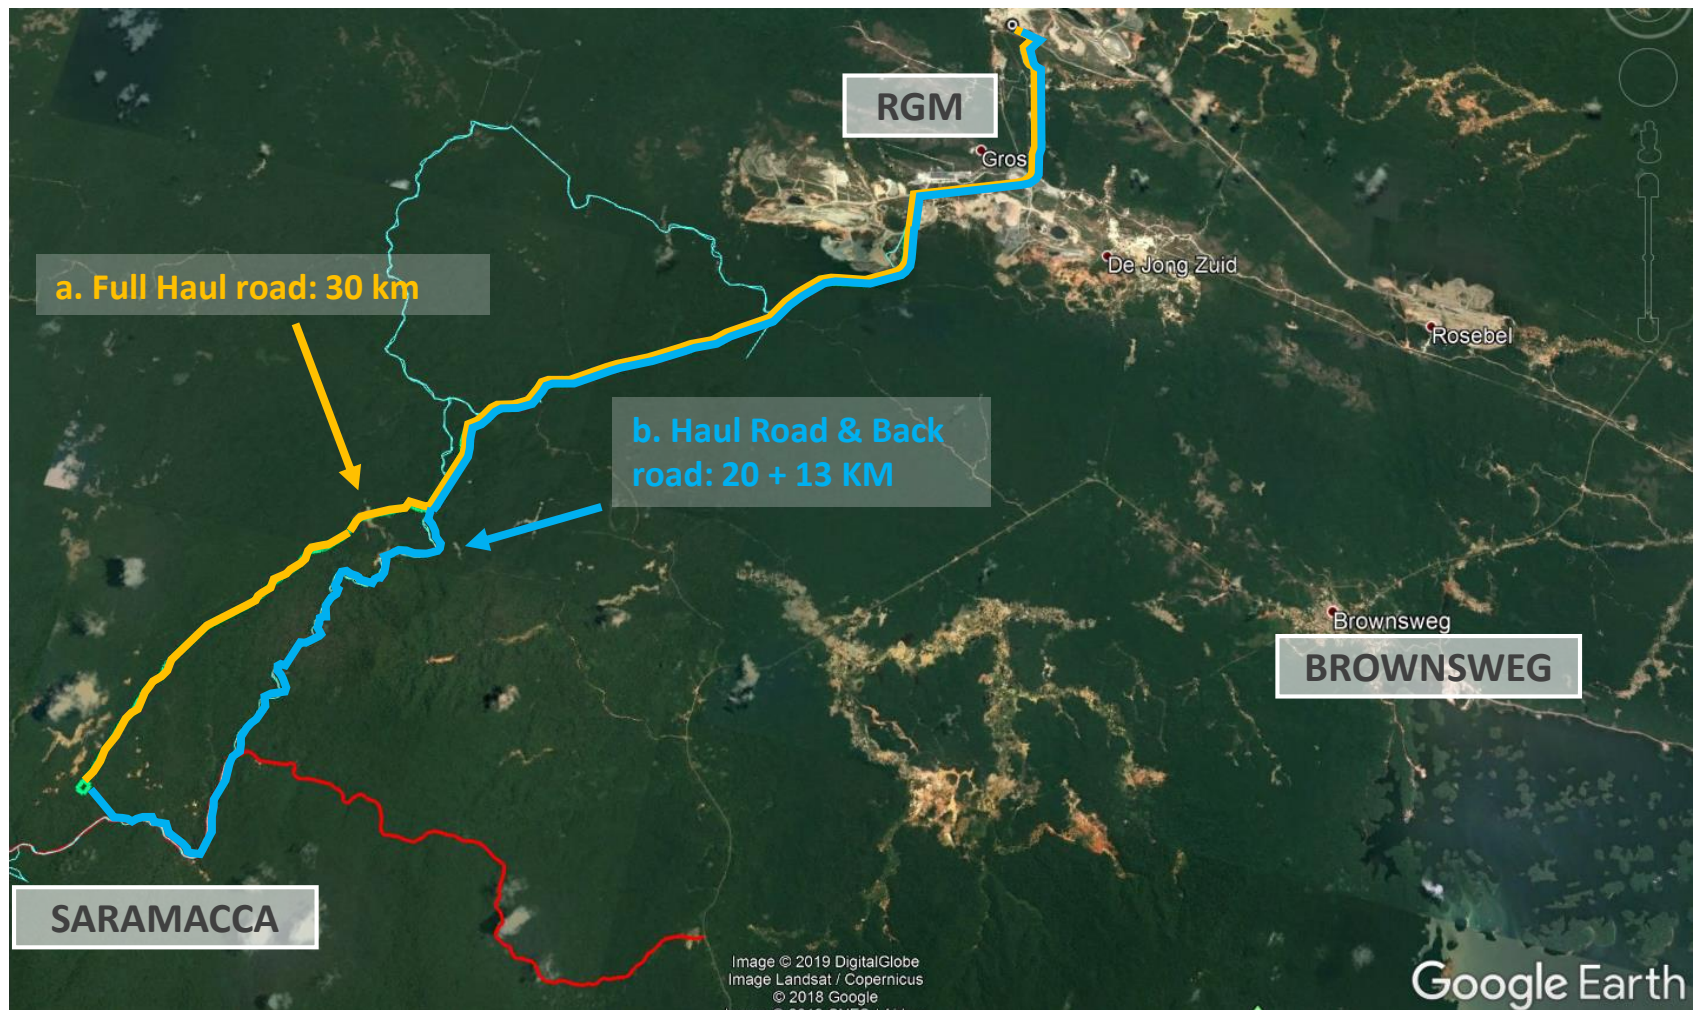 RGM
Gros
a. Full Haul road: 30 km
De Jong Zuid
Rosebel
b. Haul Road & Back
road: 20 + 13 KM
Brownsweg
BROWNSWEG
SARAMACCA
Image © 2019 DigitalGlobe
Image Landsat / Copernicus
© 2018 Google
Google Earth